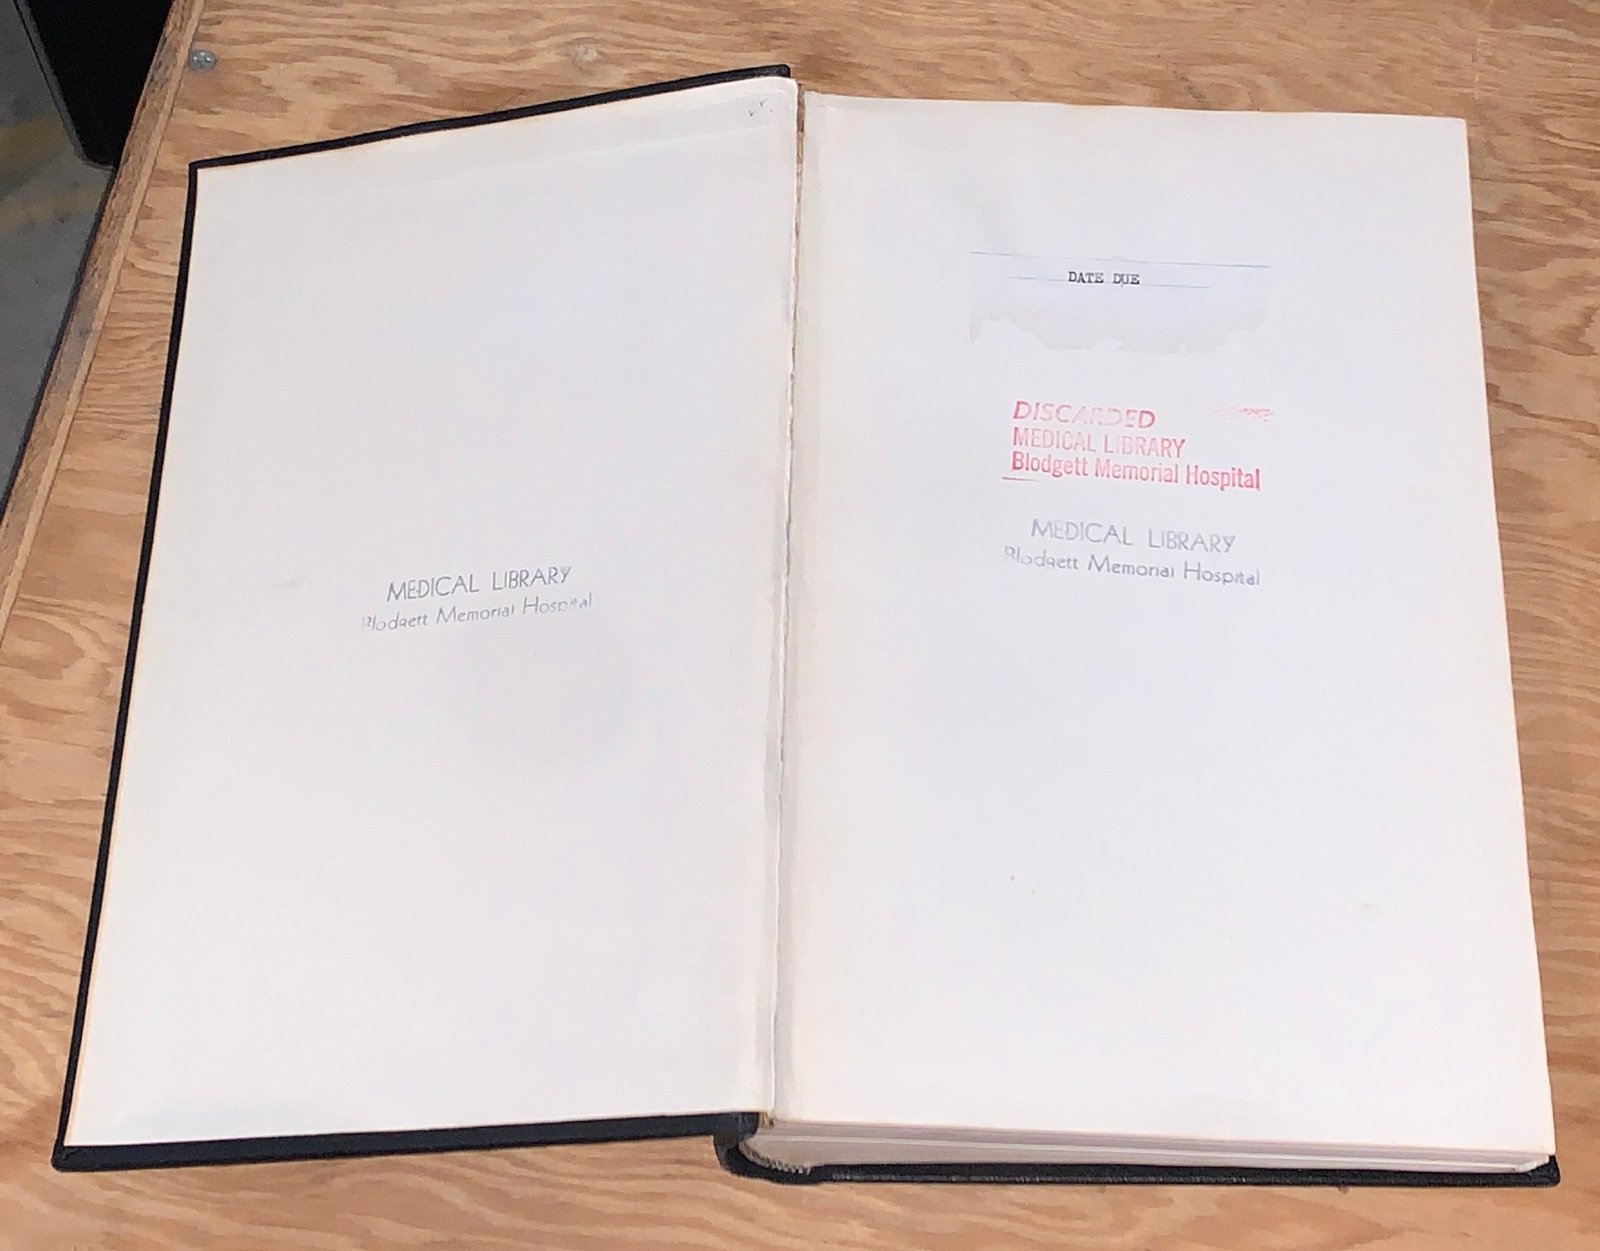 MEDICAL LIBRARY
Blodgett Memorial Hospital
DATE DUE
DISCARDED
MEDICAL LIBRARY
Blodgett Memorial Hospital
MEDICAL LIBRARY
Blodgett Memorial Hospital